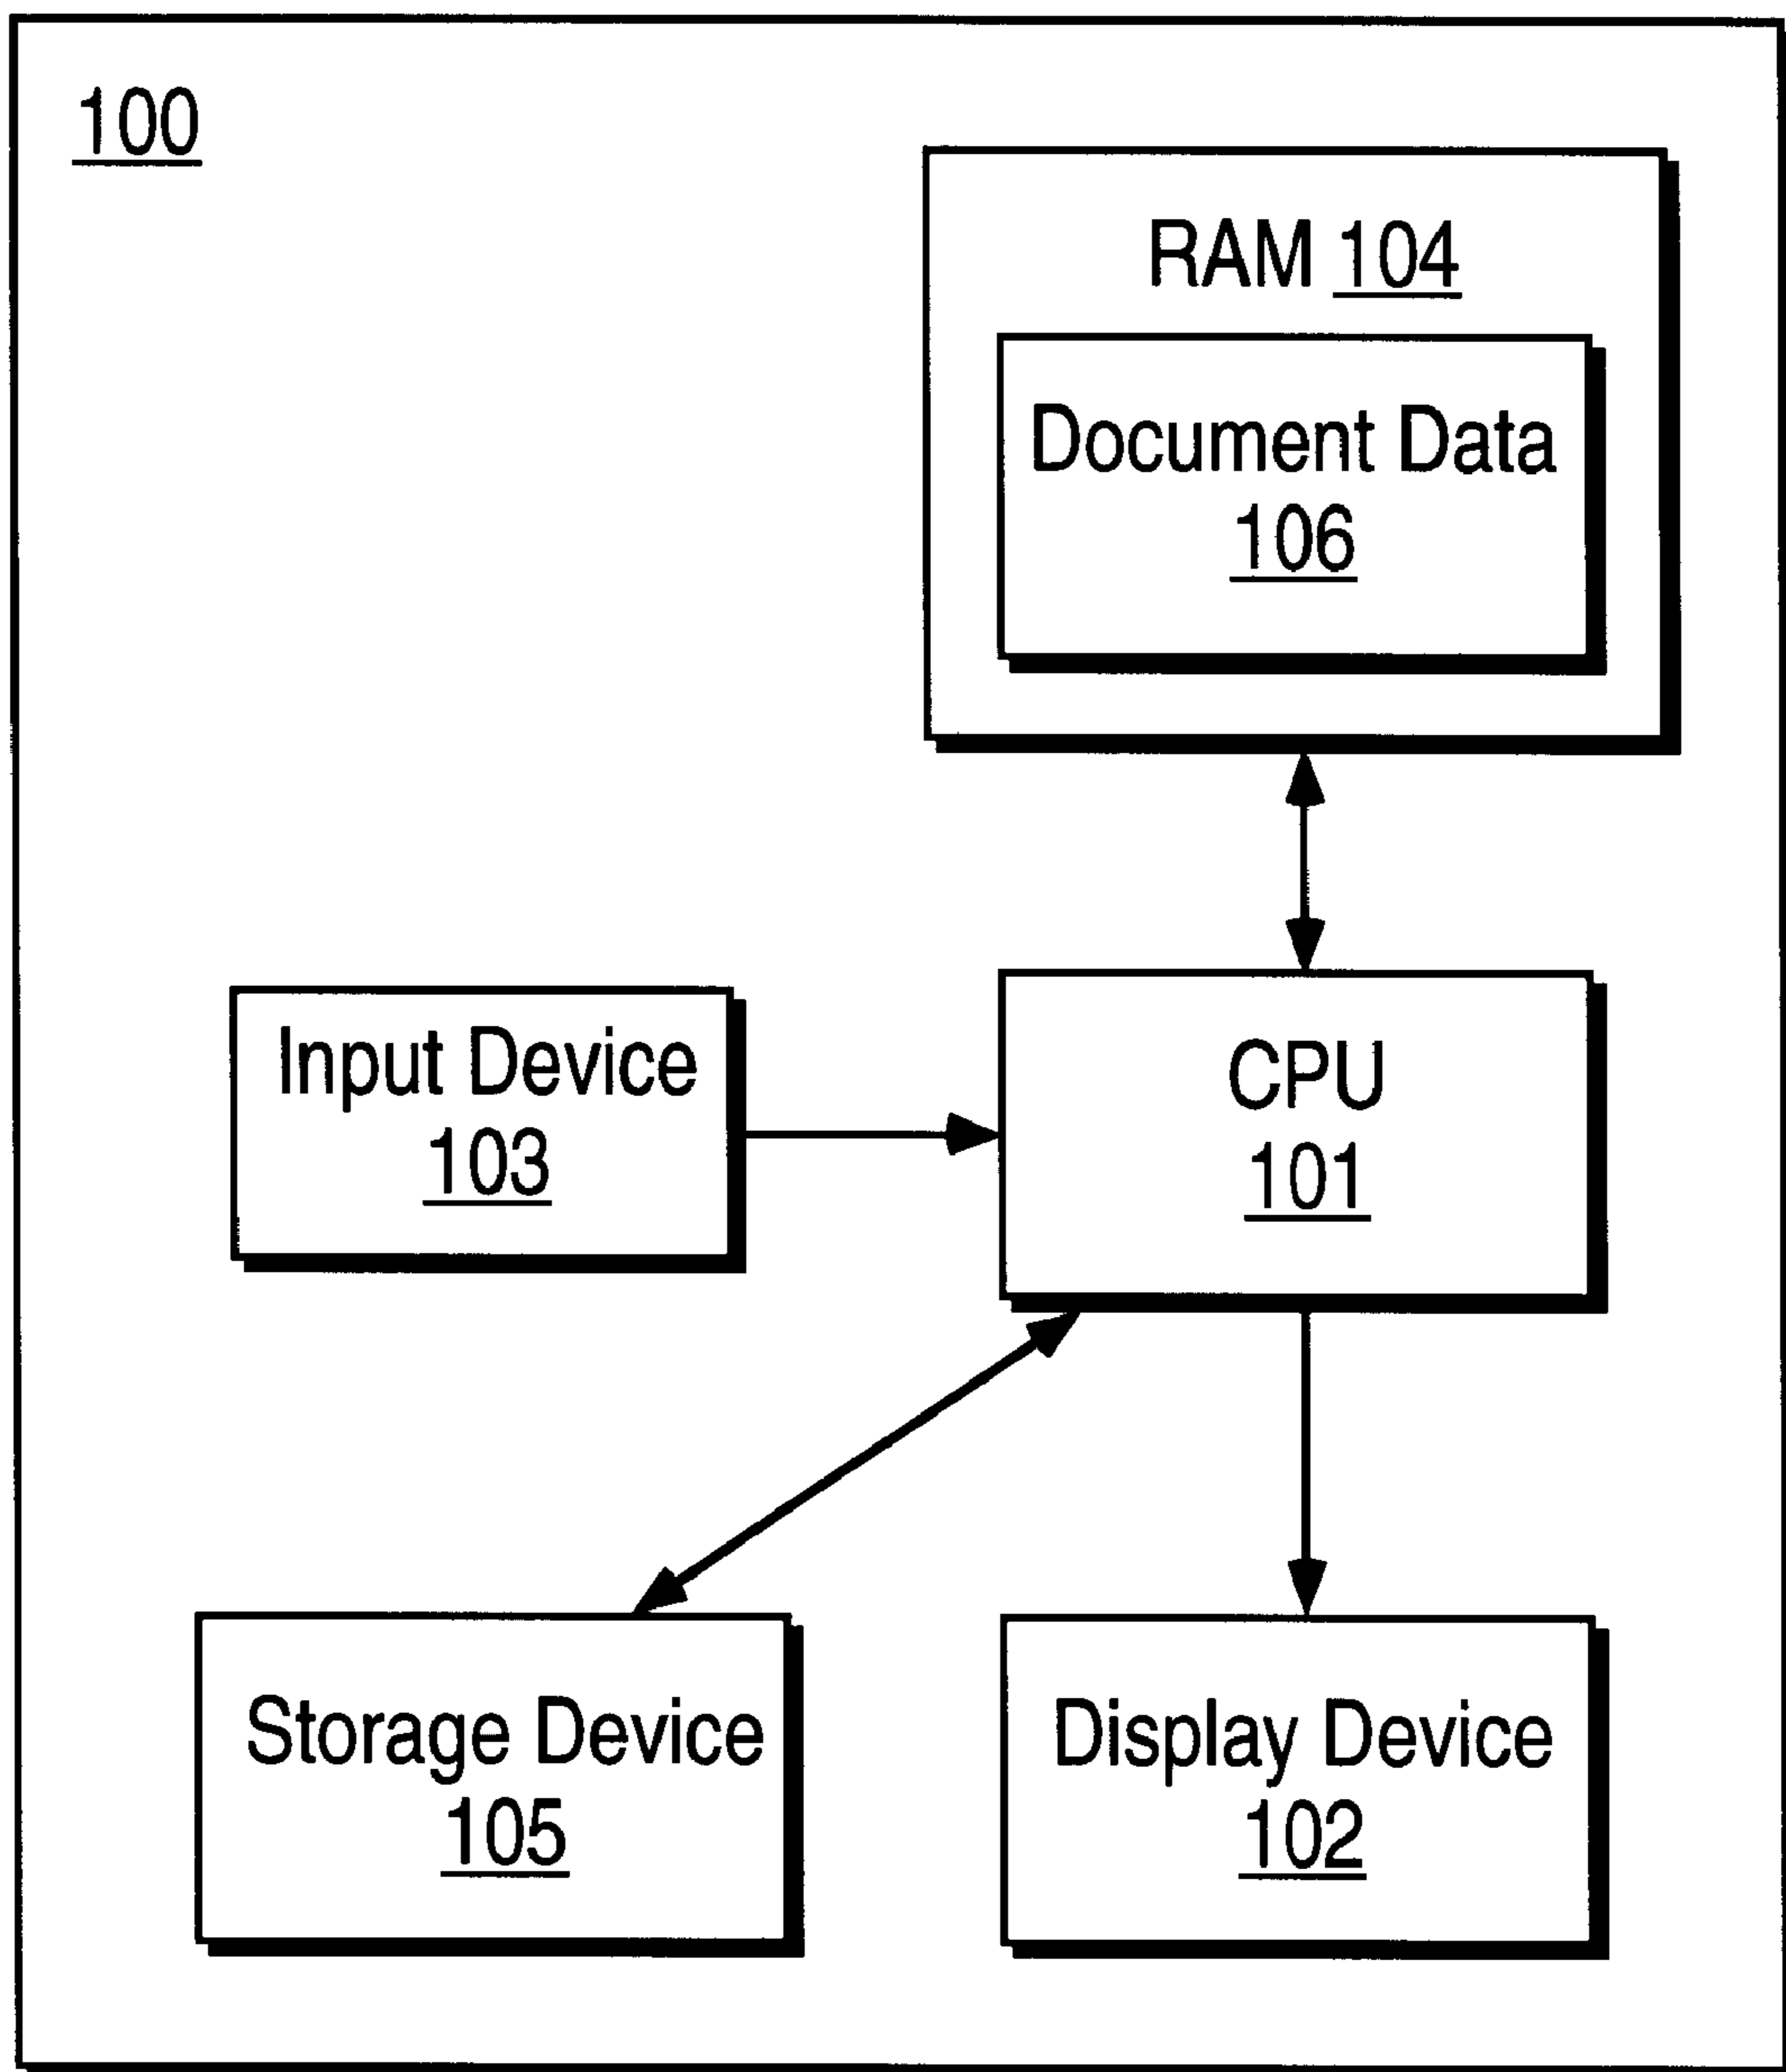 100
RAM 104
Document Data
106
Input Device
103
CPU
101
Storage Device
105
Display Device
102